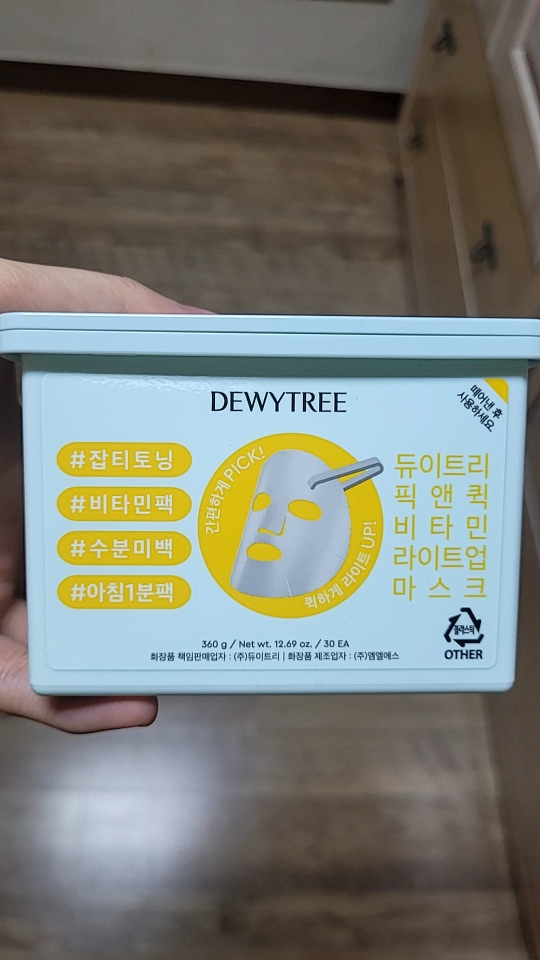 DEWYTREE
떼어낸 후
사용하세요.
#잡티토닝
#비타민팩
#수분미백
#아침1분팩
간편하게 PICK!
퀵하게 라이트 UP!
듀이트리
픽 앤 퀵
비 타 민
라이트업
마 스 크
플라스틱
OTHER
360 g / Net wt. 12.69 oz. / 30 EA
화장품 책임판매업자 : (주)듀이트리 | 화장품 제조업자 : (주)엠엘에스